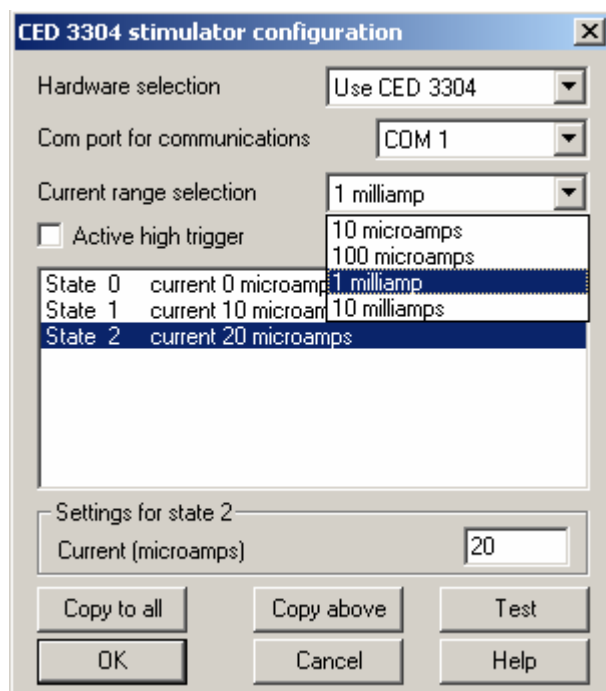 CED 3304 stimulator configuration
Hardware selection Use CED 3304
Com port for communications COM 1
Current range selection 1 milliamp
Active high trigger
10 microamps
100 microamps
1 milliamp
10 milliamps
State 0 current 0 microamp
State 1 current 10 microam
State 2 current 20 microamps
Settings for state 2
Current (microamps) 20
Copy to all Copy above Test
OK Cancel Help